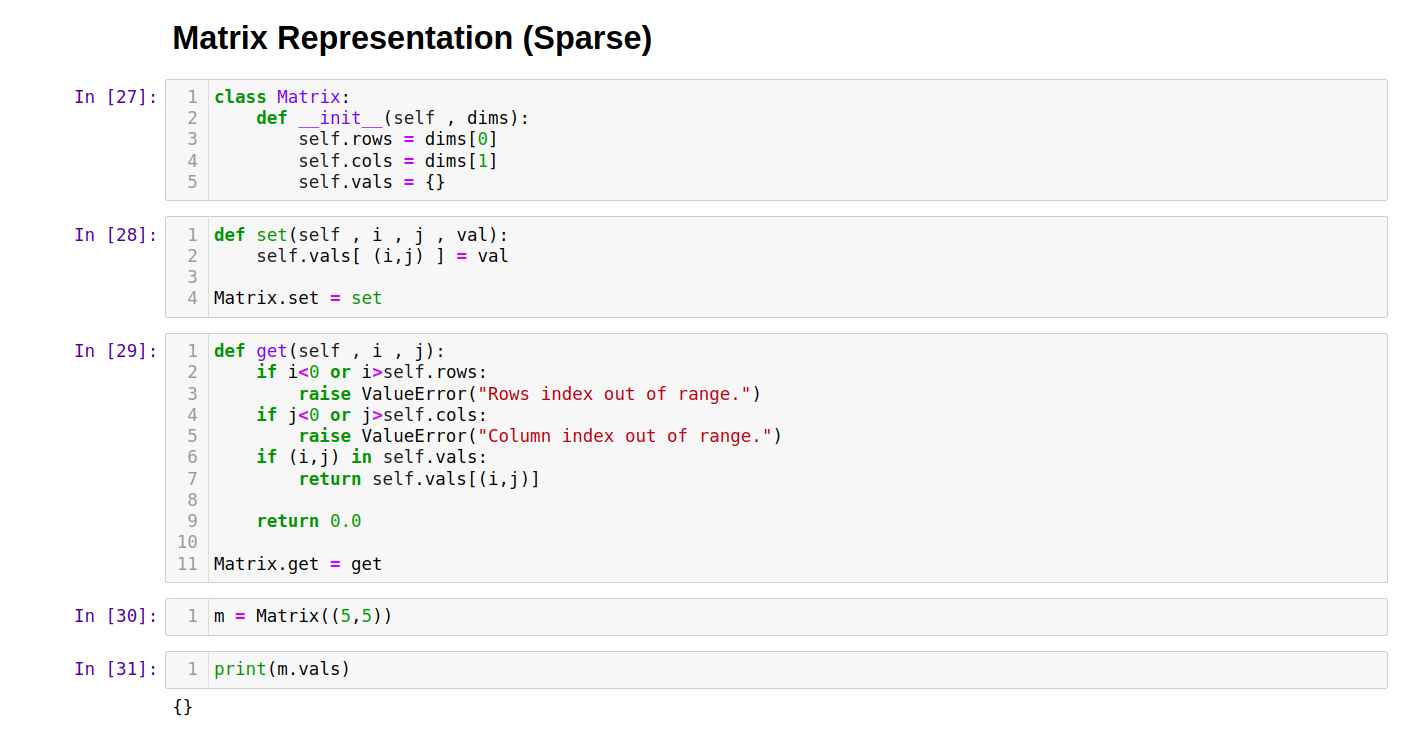 Matrix Representation (Sparse)
In [27]:
1 class Matrix:
2     def __init__(self , dims):
3         self.rows = dims[0]
4         self.cols = dims[1]
5         self.vals = {}
In [28]:
1 def set(self , i , j , val):
2     self.vals[ (i,j) ] = val
3
4 Matrix.set = set
In [29]:
1 def get(self , i , j):
2     if i<0 or i>self.rows:
3         raise ValueError("Rows index out of range.")
4     if j<0 or j>self.cols:
5         raise ValueError("Column index out of range.")
6     if (i,j) in self.vals:
7         return self.vals[(i,j)]
8
9     return 0.0
10
11 Matrix.get = get
In [30]:
1 m = Matrix((5,5))
In [31]:
1 print(m.vals)
{}